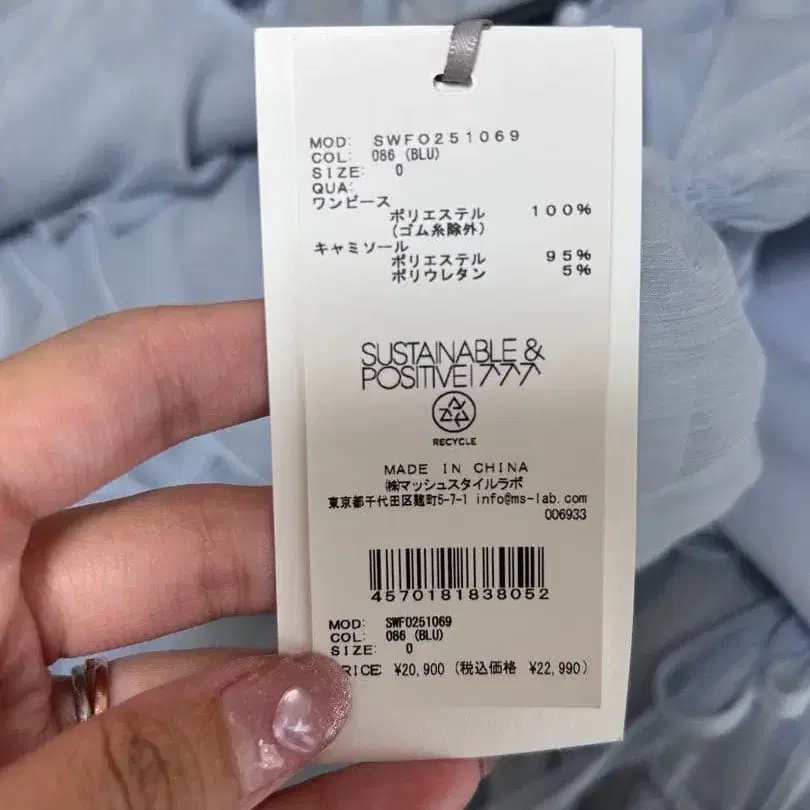 MOD: SWFO251069
COL: 086 (BLU)
SIZE: 0
QUA:
ワンピース
ポリエステル 100%
(ゴム糸除外)
キャミソール
ポリエステル 95%
ポリウレタン 5%
SUSTAINABLE &
POSITIVE!
RECYCLE
MADE IN CHINA
㈱マッシュスタイルラボ
東京都千代田区麹町5-7-1 info@ms-lab.com
006933
4570181838052
MOD: SWFO251069
COL: 086 (BLU)
SIZE: 0
RICE: ¥20,900 (税込価格 ¥22,990)